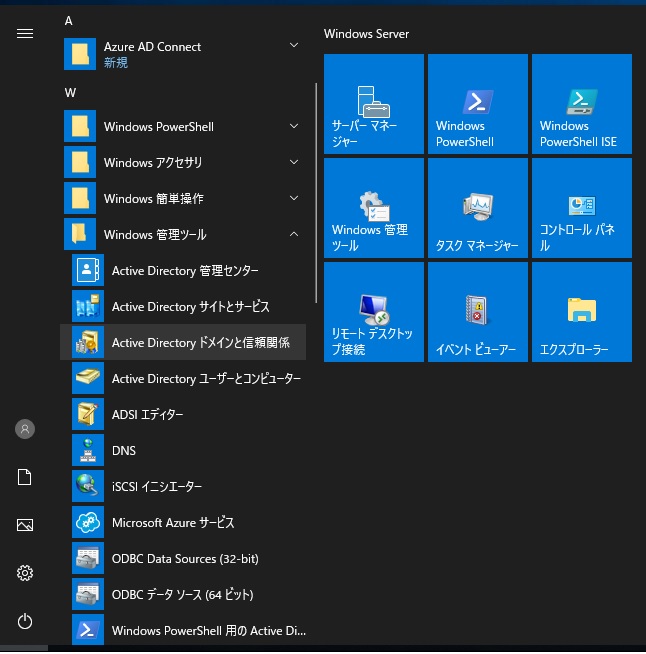 A
Azure AD Connect
新規
W
Windows PowerShell
Windows アクセサリ
Windows 簡単操作
Windows 管理ツール
Active Directory 管理センター
Active Directory サイトとサービス
Active Directory ドメインと信頼関係
Active Directory ユーザーとコンピューター
ADSI エディター
DNS
iSCSI イニシエーター
Microsoft Azure サービス
ODBC Data Sources (32-bit)
ODBC データ ソース (64 ビット)
Windows PowerShell 用の Active Di...
Windows Server
サーバー マネー
ジャー
Windows
PowerShell
Windows
PowerShell ISE
Windows 管理
ツール
タスク マネージャー
コントロール パネ
ル
リモート デスクトッ
プ接続
イベント ビューアー
エクスプローラー